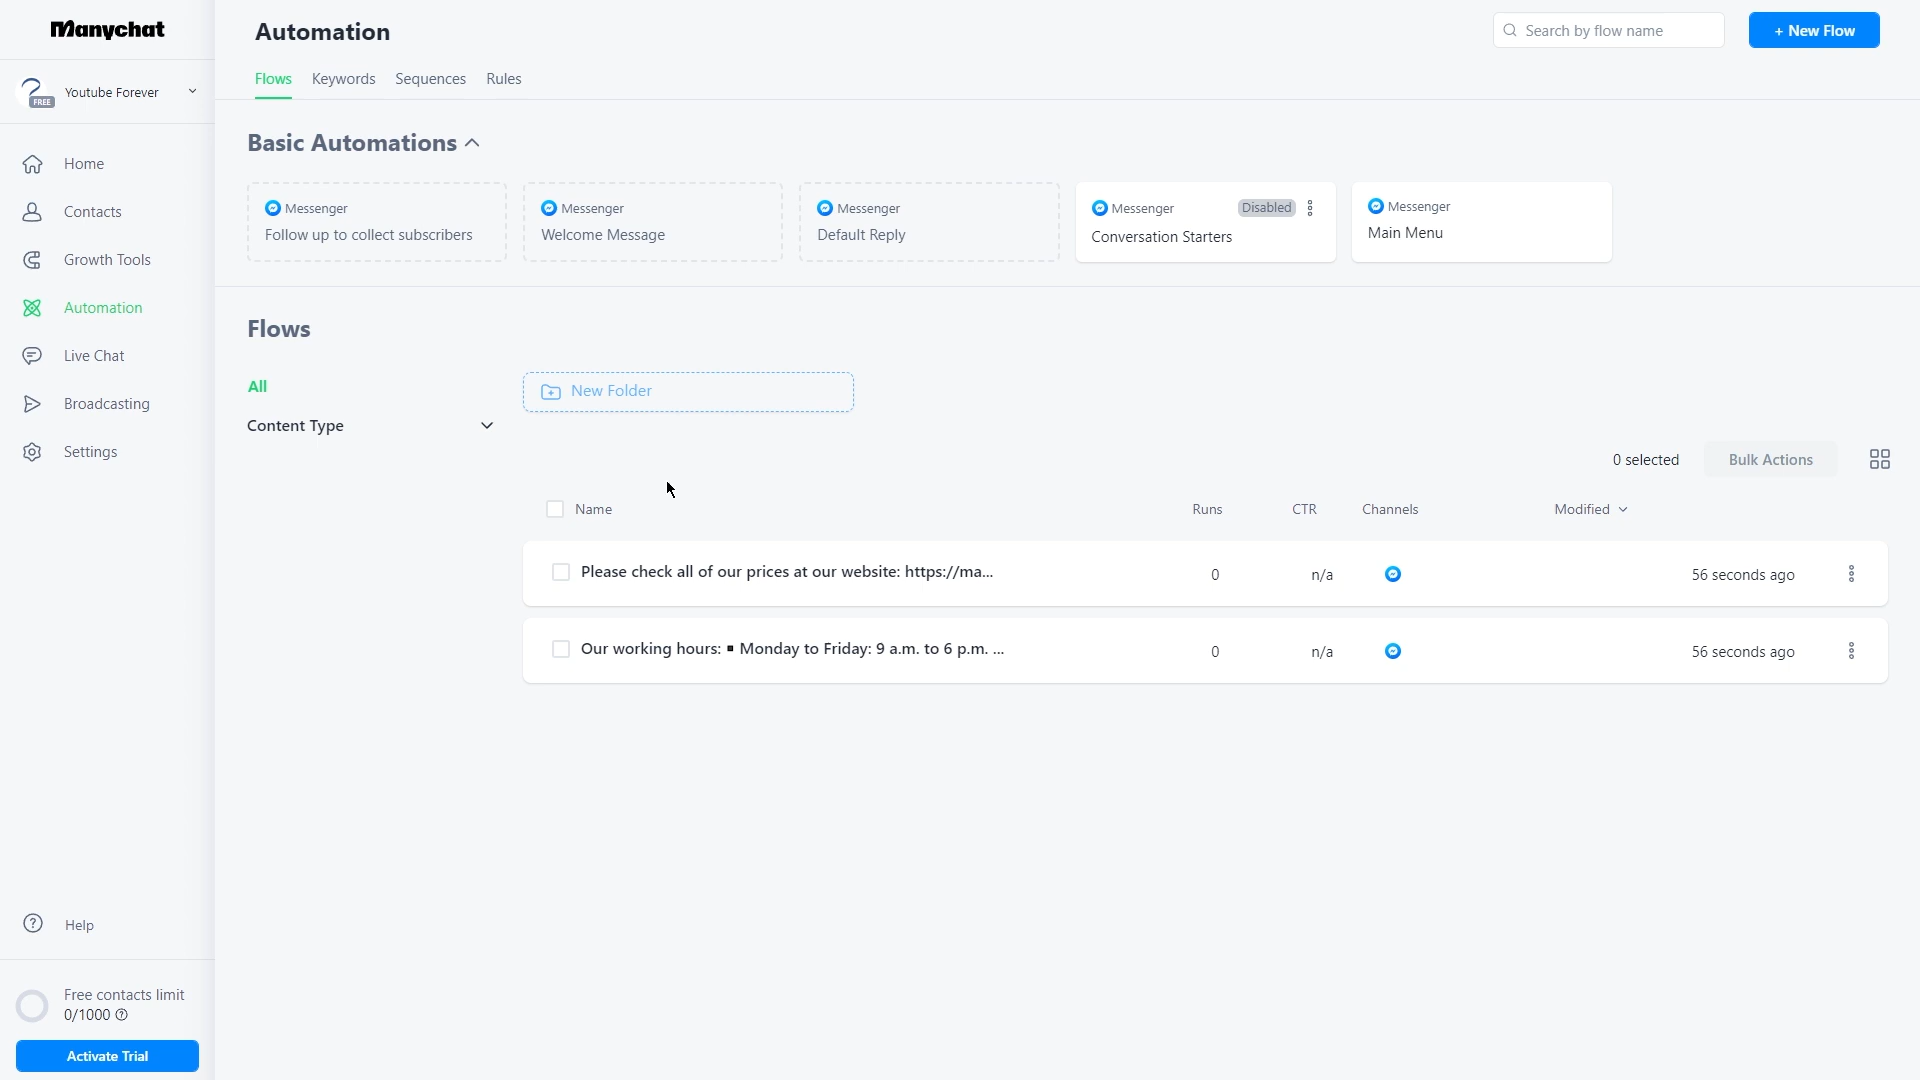 Manychat
FREE
Youtube Forever
Home
Contacts
Growth Tools
Automation
Live Chat
Broadcasting
Settings
Help
Free contacts limit
0/1000
Activate Trial
Automation
Search by flow name
+ New Flow
Flows Keywords Sequences Rules
Basic Automations
Messenger
Follow up to collect subscribers
Messenger
Welcome Message
Messenger
Default Reply
Messenger Disabled
Conversation Starters
Messenger
Main Menu
Flows
All
Content Type
New Folder
0 selected Bulk Actions
Name Runs CTR Channels Modified
Please check all of our prices at our website: https://ma... 0 n/a 56 seconds ago
Our working hours: ▪ Monday to Friday: 9 a.m. to 6 p.m. ... 0 n/a 56 seconds ago